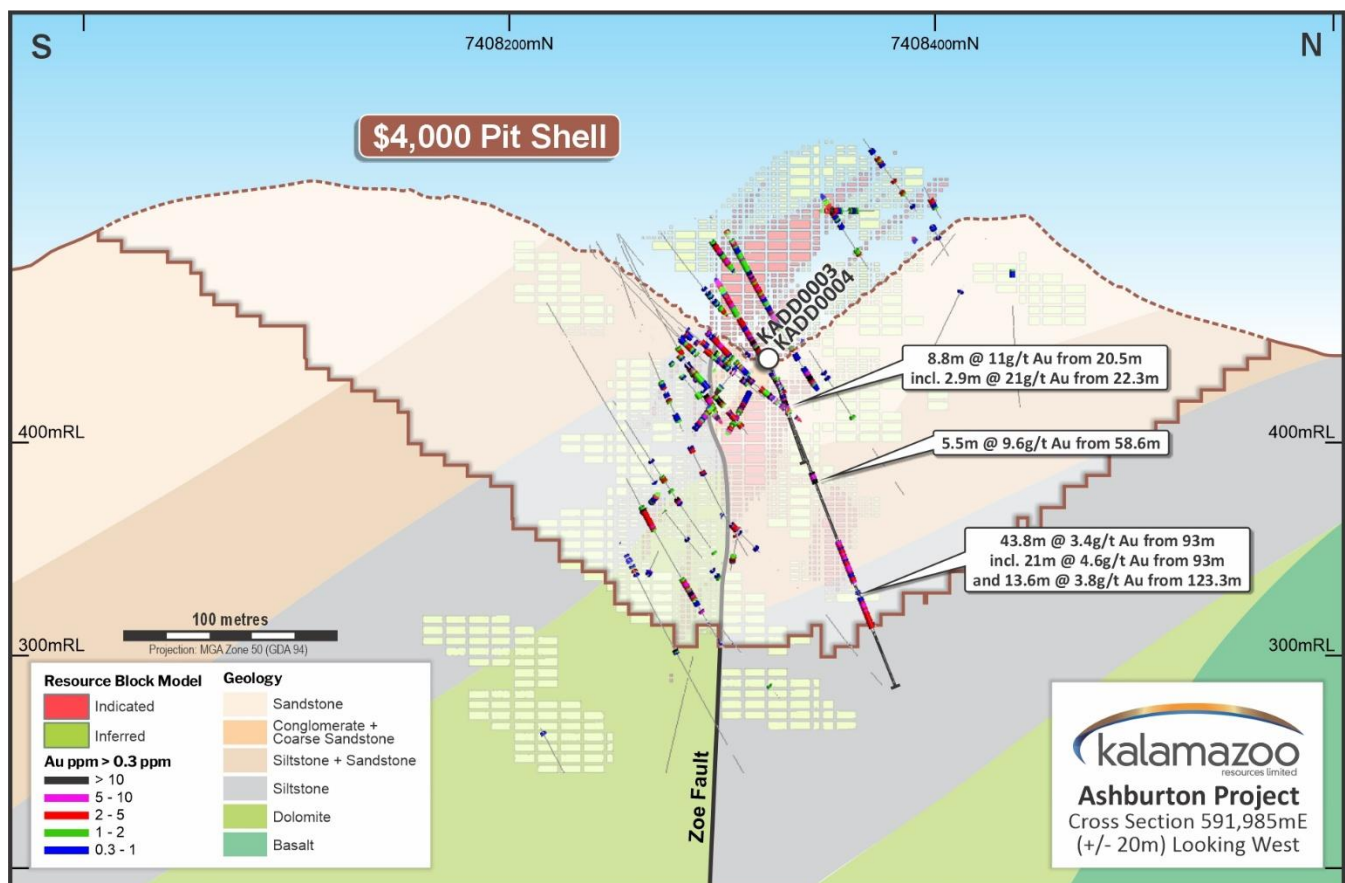 S
7408200mN
7408400mN
N
$4,000 Pit Shell
KADD0003
KADD0004
8.8m @ 11g/t Au from 20.5m
incl. 2.9m @ 21g/t Au from 22.3m
400mRL
5.5m @ 9.6g/t Au from 58.6m
400mRL
43.8m @ 3.4g/t Au from 93m
incl. 21m @ 4.6g/t Au from 93m
and 13.6m @ 3.8g/t Au from 123.3m
100 metres
Projection: MGA Zone 50 (GDA 94)
300mRL
300mRL
Resource Block Model
Indicated
Inferred
Au ppm > 0.3 ppm
> 10
5 - 10
2 - 5
1 - 2
0.3 - 1
Geology
Sandstone
Conglomerate +
Coarse Sandstone
Siltstone + Sandstone
Siltstone
Dolomite
Basalt
Zoe Fault
kalamazoo
resources limited
Ashburton Project
Cross Section 591,985mE
(+/- 20m) Looking West